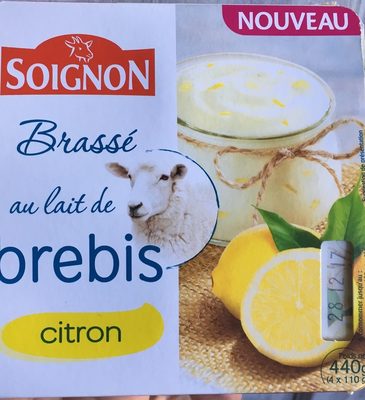 NOUVEAU
SOIGNON
Brassé
au lait de
brebis
citron
28 12 17
440g
(4 x 110 g